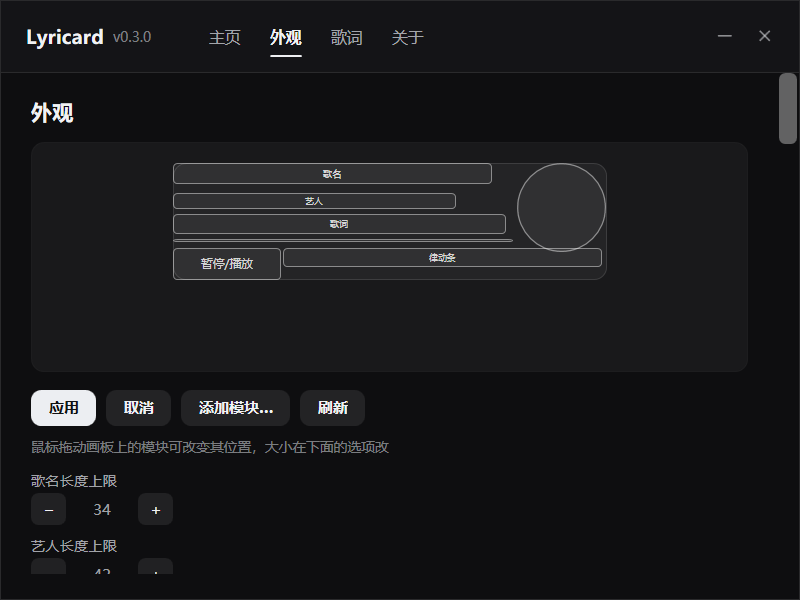 Lyricard v0.3.0 主页 外观 歌词 关于
外观
歌名
艺人
歌词
暂停/播放 律动条
应用 取消 添加模块... 刷新
鼠标拖动画板上的模块可改变其位置，大小在下面的选项改
歌名长度上限
− 34 +
艺人长度上限